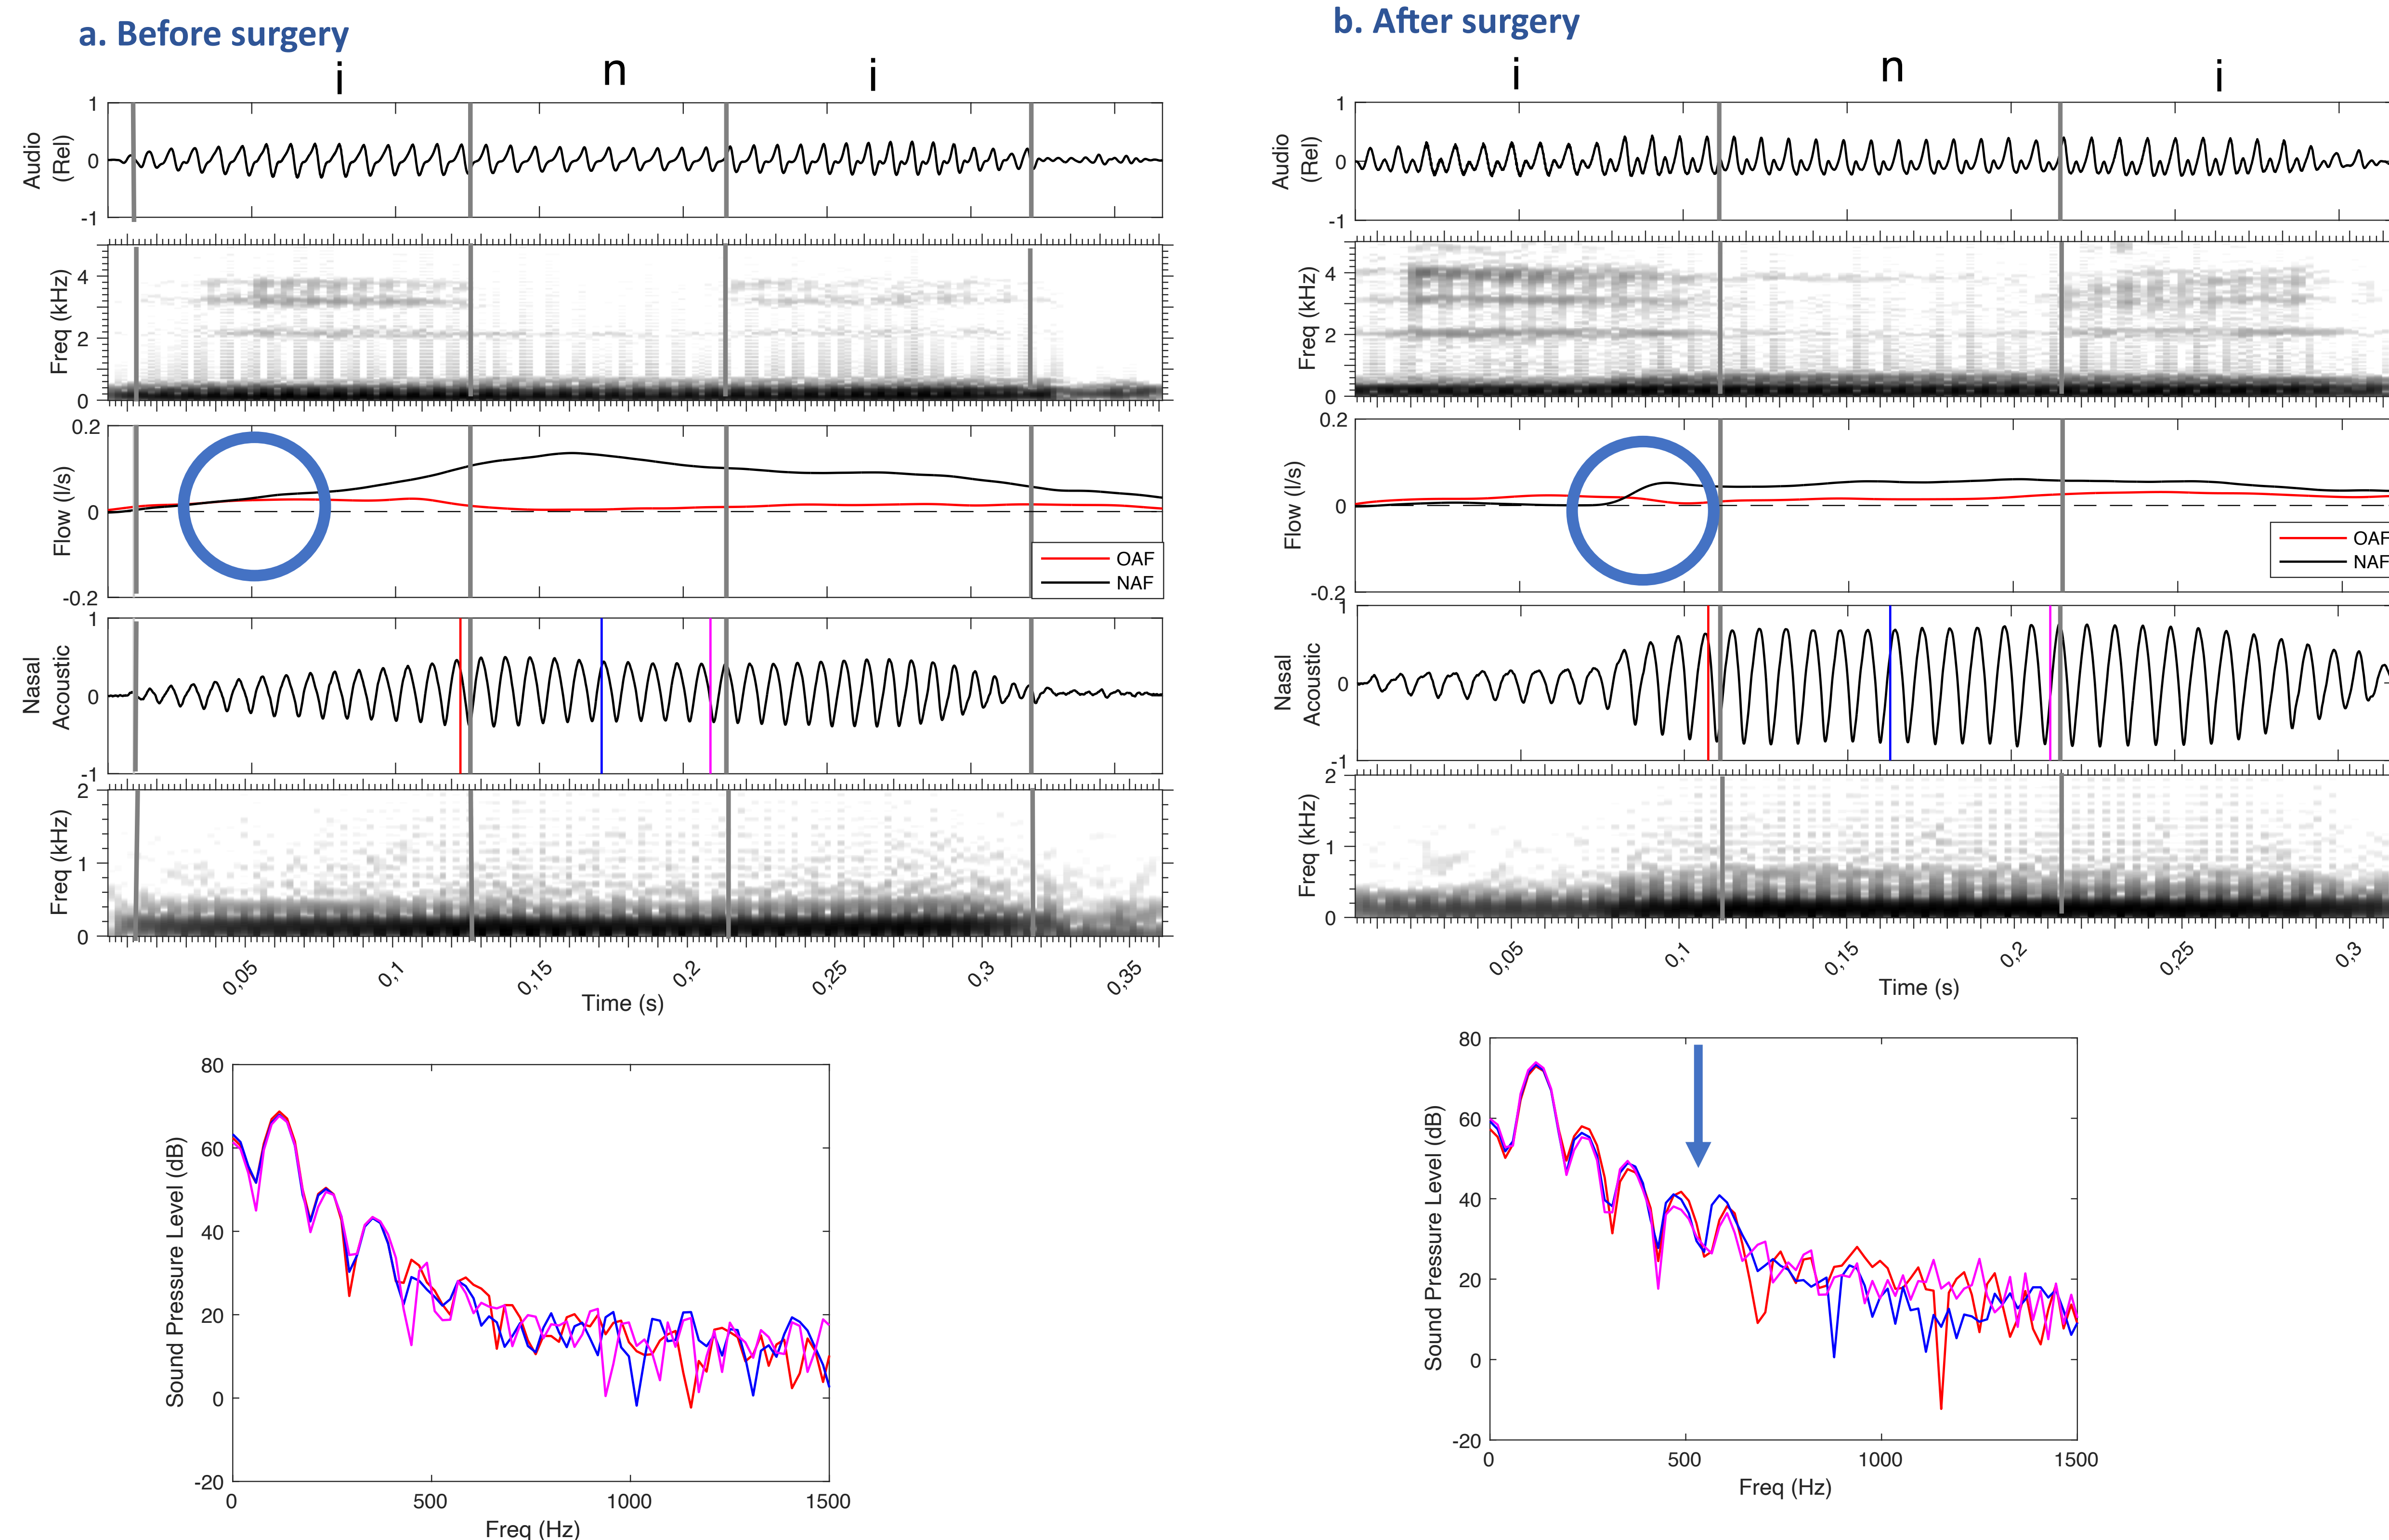 a. Before surgery
i n i
1
0
-1
Audio
(Rel)
4
2
0
Freq (kHz)
0.2
0
-0.2
Flow (l/s)
OAF
NAF
1
0
-1
Nasal
Acoustic
2
1
0
Freq (kHz)
0,05 0,1 0,15 0,2 0,25 0,3 0,35
Time (s)
80
60
40
20
0
-20
Sound Pressure Level (dB)
0 500 1000 1500
Freq (Hz)
b. After surgery
i n i
1
0
-1
Audio
(Rel)
4
2
0
Freq (kHz)
0.2
0
-0.2
Flow (l/s)
OAF
NAF
1
0
-1
Nasal
Acoustic
2
1
0
Freq (kHz)
0,05 0,1 0,15 0,2 0,25 0,3
Time (s)
80
60
40
20
0
-20
Sound Pressure Level (dB)
0 500 1000 1500
Freq (Hz)